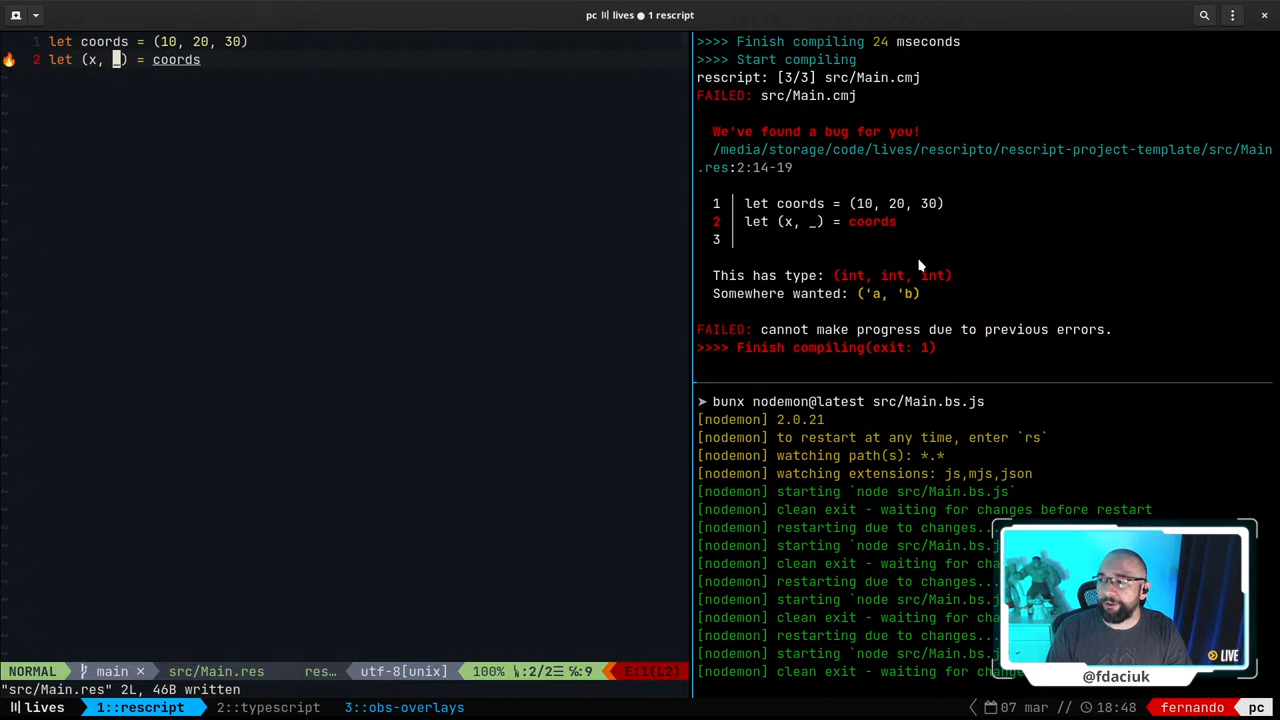 pc lives ● 1 rescript
1 let coords = (10, 20, 30)
2 let (x, _) = coords
>>>> Finish compiling 24 mseconds
>>>> Start compiling
rescript: [3/3] src/Main.cmj
FAILED: src/Main.cmj
We've found a bug for you!
/media/storage/code/lives/rescripto/rescript-project-template/src/Main
.res:2:14-19
1 │ let coords = (10, 20, 30)
2 │ let (x, _) = coords
3 │
This has type: (int, int, int)
Somewhere wanted: ('a, 'b)
FAILED: cannot make progress due to previous errors.
>>>> Finish compiling(exit: 1)
➤ bunx nodemon@latest src/Main.bs.js
[nodemon] 2.0.21
[nodemon] to restart at any time, enter `rs`
[nodemon] watching path(s): *.*
[nodemon] watching extensions: js,mjs,json
[nodemon] starting `node src/Main.bs.js`
[nodemon] clean exit - waiting for changes before restart
[nodemon] restarting due to changes...
[nodemon] starting `node src/Main.bs.j
[nodemon] clean exit - waiting for cha
[nodemon] restarting due to changes...
[nodemon] starting `node src/Main.bs.j
[nodemon] clean exit - waiting for cha
[nodemon] restarting due to changes...
[nodemon] starting `node src/Main.bs.j
[nodemon] clean exit - waiting for chang
LIVE
@fdaciuk
NORMAL main × src/Main.res res… utf-8[unix] 100% ㏑:2/2☰ ℅:9 E:1(L2)
"src/Main.res" 2L, 46B written
lives 1::rescript 2::typescript 3::obs-overlays 07 mar // 18:48 fernando pc